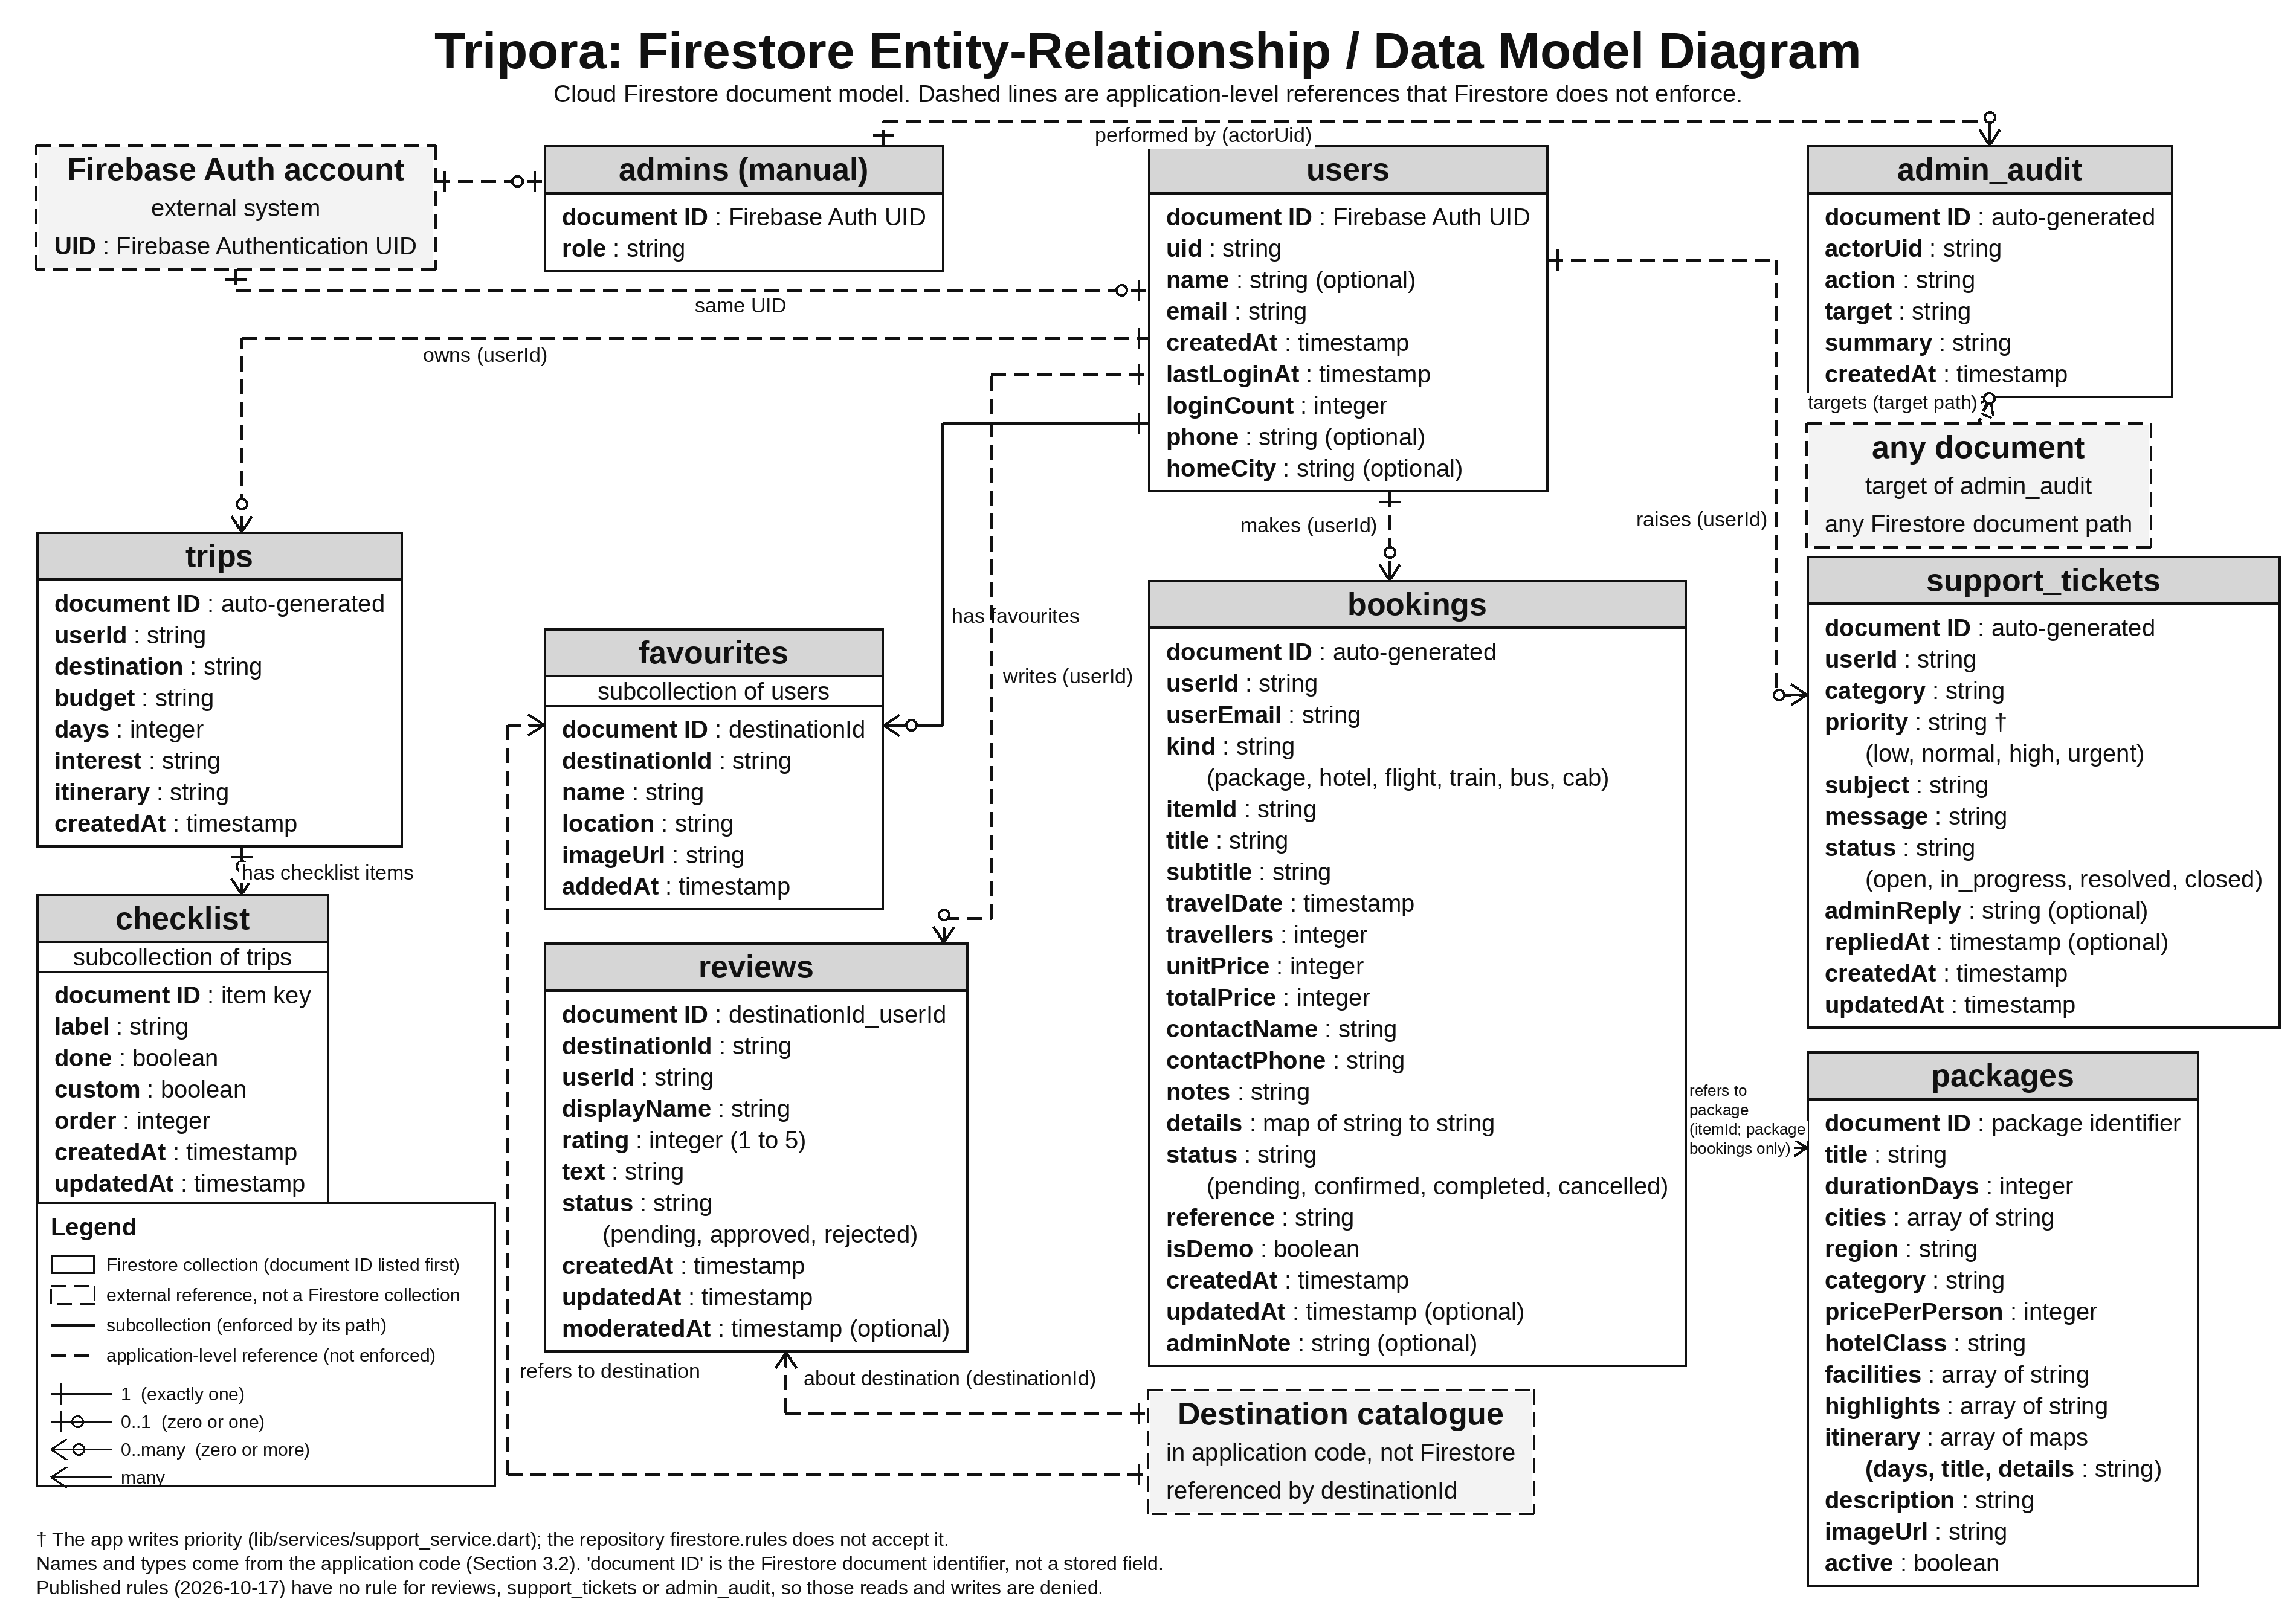 Tripora: Firestore Entity-Relationship / Data Model Diagram
Cloud Firestore document model. Dashed lines are application-level references that Firestore does not enforce.
performed by (actorUid)
Firebase Auth account
external system
UID : Firebase Authentication UID
admins (manual)
document ID : Firebase Auth UID
role : string
same UID
owns (userId)
users
document ID : Firebase Auth UID
uid : string
name : string (optional)
email : string
createdAt : timestamp
lastLoginAt : timestamp
loginCount : integer
phone : string (optional)
homeCity : string (optional)
admin_audit
document ID : auto-generated
actorUid : string
action : string
target : string
summary : string
createdAt : timestamp
targets (target path)
any document
target of admin_audit
any Firestore document path
makes (userId)
raises (userId)
trips
document ID : auto-generated
userId : string
destination : string
budget : string
days : integer
interest : string
itinerary : string
createdAt : timestamp
has checklist items
checklist
subcollection of trips
document ID : item key
label : string
done : boolean
custom : boolean
order : integer
createdAt : timestamp
updatedAt : timestamp
favourites
subcollection of users
document ID : destinationId
destinationId : string
name : string
location : string
imageUrl : string
addedAt : timestamp
has favourites
writes (userId)
reviews
document ID : destinationId_userId
destinationId : string
userId : string
displayName : string
rating : integer (1 to 5)
text : string
status : string
(pending, approved, rejected)
createdAt : timestamp
updatedAt : timestamp
moderatedAt : timestamp (optional)
refers to destination
about destination (destinationId)
bookings
document ID : auto-generated
userId : string
userEmail : string
kind : string
(package, hotel, flight, train, bus, cab)
itemId : string
title : string
subtitle : string
travelDate : timestamp
travellers : integer
unitPrice : integer
totalPrice : integer
contactName : string
contactPhone : string
notes : string
details : map of string to string
status : string
(pending, confirmed, completed, cancelled)
reference : string
isDemo : boolean
createdAt : timestamp
updatedAt : timestamp (optional)
adminNote : string (optional)
refers to
package
(itemId; package
bookings only)
Destination catalogue
in application code, not Firestore
referenced by destinationId
support_tickets
document ID : auto-generated
userId : string
category : string
priority : string †
(low, normal, high, urgent)
subject : string
message : string
status : string
(open, in_progress, resolved, closed)
adminReply : string (optional)
repliedAt : timestamp (optional)
createdAt : timestamp
updatedAt : timestamp
packages
document ID : package identifier
title : string
durationDays : integer
cities : array of string
region : string
category : string
pricePerPerson : integer
hotelClass : string
facilities : array of string
highlights : array of string
itinerary : array of maps
(days, title, details : string)
description : string
imageUrl : string
active : boolean
Legend
Firestore collection (document ID listed first)
external reference, not a Firestore collection
subcollection (enforced by its path)
application-level reference (not enforced)
1 (exactly one)
0..1 (zero or one)
0..many (zero or more)
many
† The app writes priority (lib/services/support_service.dart); the repository firestore.rules does not accept it.
Names and types come from the application code (Section 3.2). 'document ID' is the Firestore document identifier, not a stored field.
Published rules (2026-10-17) have no rule for reviews, support_tickets or admin_audit, so those reads and writes are denied.